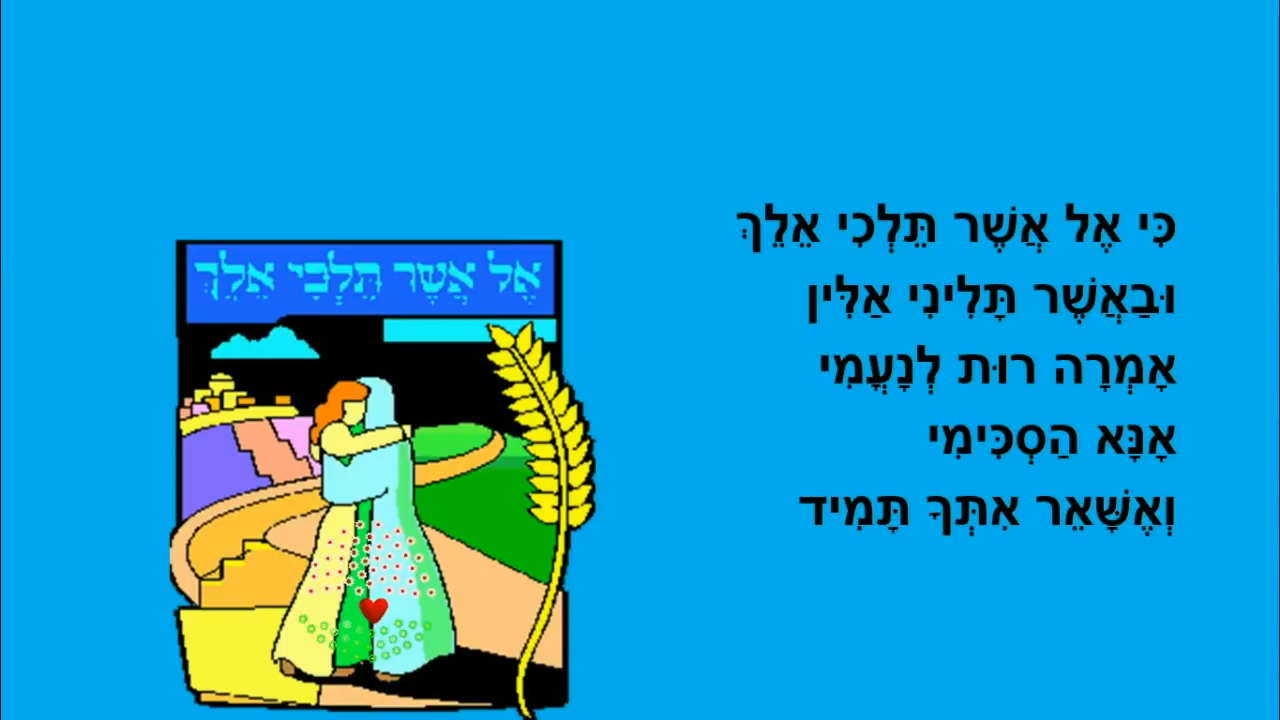 כִּי אֶל אֲשֶׁר תֵּלְכִי אֵלֵךְ
וּבַאֲשֶׁר תָּלִינִי אַלִּין
אָמְרָה רוּת לְנָעֳמִי
אָנָּא הַסְכִּימִי
וְאֶשָּׁאֵר אִתְּךָ תָּמִיד
אֶל אֲשֶׁר תֵּלְכִי אֵלֵךְ